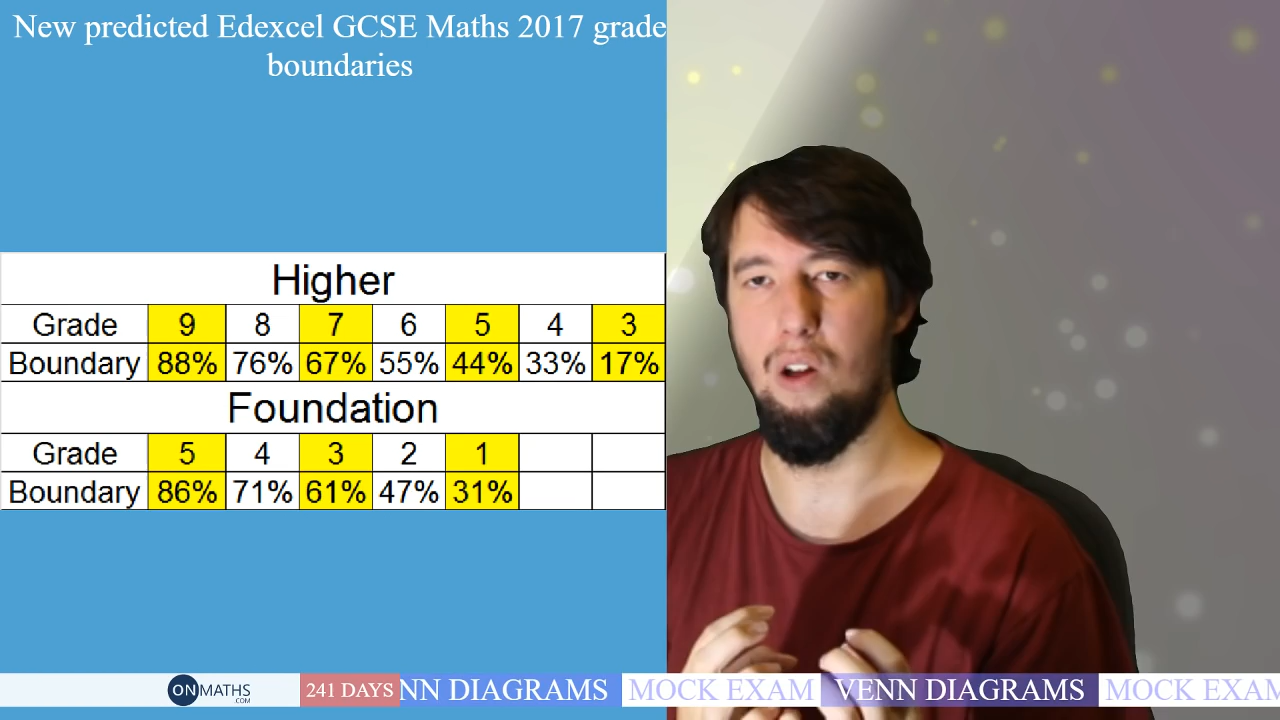 New predicted Edexcel GCSE Maths 2017 grade
boundaries
Higher
Grade 9 8 7 6 5 4 3
Boundary 88% 76% 67% 55% 44% 33% 17%
Foundation
Grade 5 4 3 2 1
Boundary 86% 71% 61% 47% 31%
ONMATHS
.COM
241 DAYS NN DIAGRAMS MOCK EXAM VENN DIAGRAMS MOCK EXAM